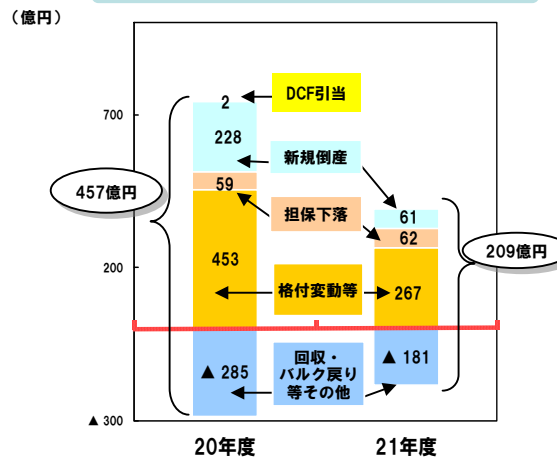 （億円）
700
200
▲ 300
DCF引当
新規倒産
担保下落
格付変動等
回収・
バルク戻り
等その他
457億円
2
228
59
453
▲ 285
209億円
61
62
267
▲ 181
20年度
21年度